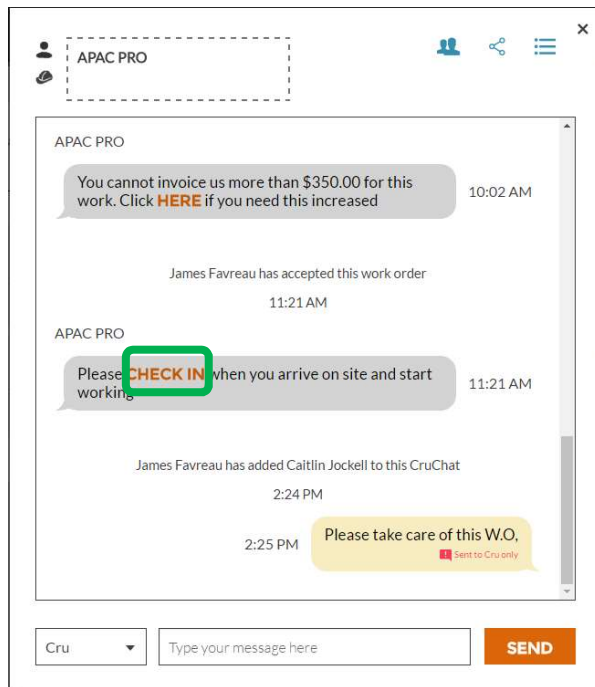 APAC PRO
APAC PRO
You cannot invoice us more than $350.00 for this
work. Click HERE if you need this increased
10:02 AM
James Favreau has accepted this work order
11:21 AM
APAC PRO
Please CHECK IN when you arrive on site and start
working
11:21 AM
James Favreau has added Caitlin Jockell to this CruChat
2:24 PM
2:25 PM
Please take care of this W.O,
Sent to Cru only
Cru
Type your message here
SEND